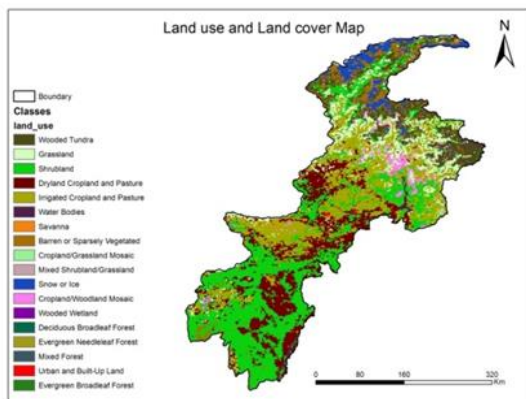 Land use and Land cover Map
N
Boundary
Classes
land_use
Wooded Tundra
Grassland
Shrubland
Dryland Cropland and Pasture
Irrigated Cropland and Pasture
Water Bodies
Savanna
Barren or Sparsely Vegetated
Cropland/Grassland Mosaic
Mixed Shrubland/Grassland
Snow or Ice
Cropland/Woodland Mosaic
Wooded Wetland
Deciduous Broadleaf Forest
Evergreen Needleleaf Forest
Mixed Forest
Urban and Built-Up Land
Evergreen Broadleaf Forest
0 80 160 320
Km